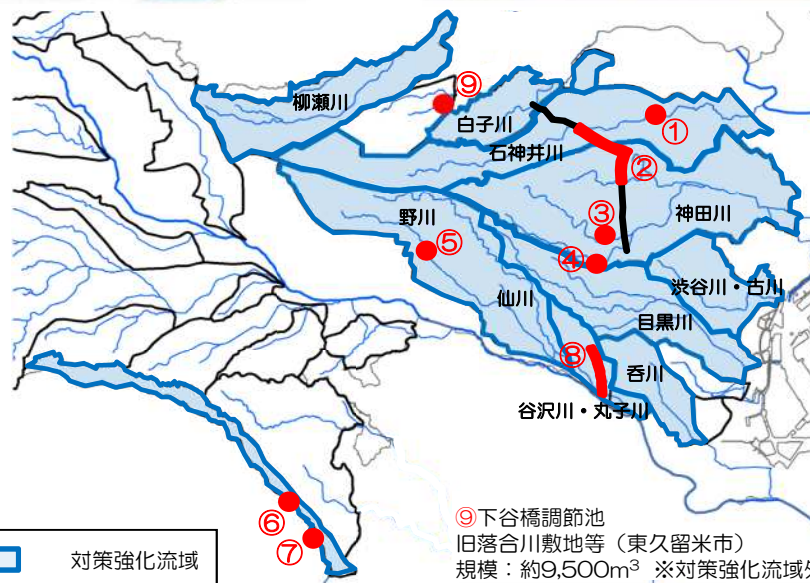 柳瀬川
⑨
白子川
①
石神井川
②
③
神田川
野川
⑤
④
渋谷川・古川
仙川
目黒川
⑧
呑川
谷沢川・丸子川
⑥
⑦
対策強化流域
⑨下谷橋調節池
旧落合川敷地等（東久留米市）
規模：約9,500m³ ※対策強化流域